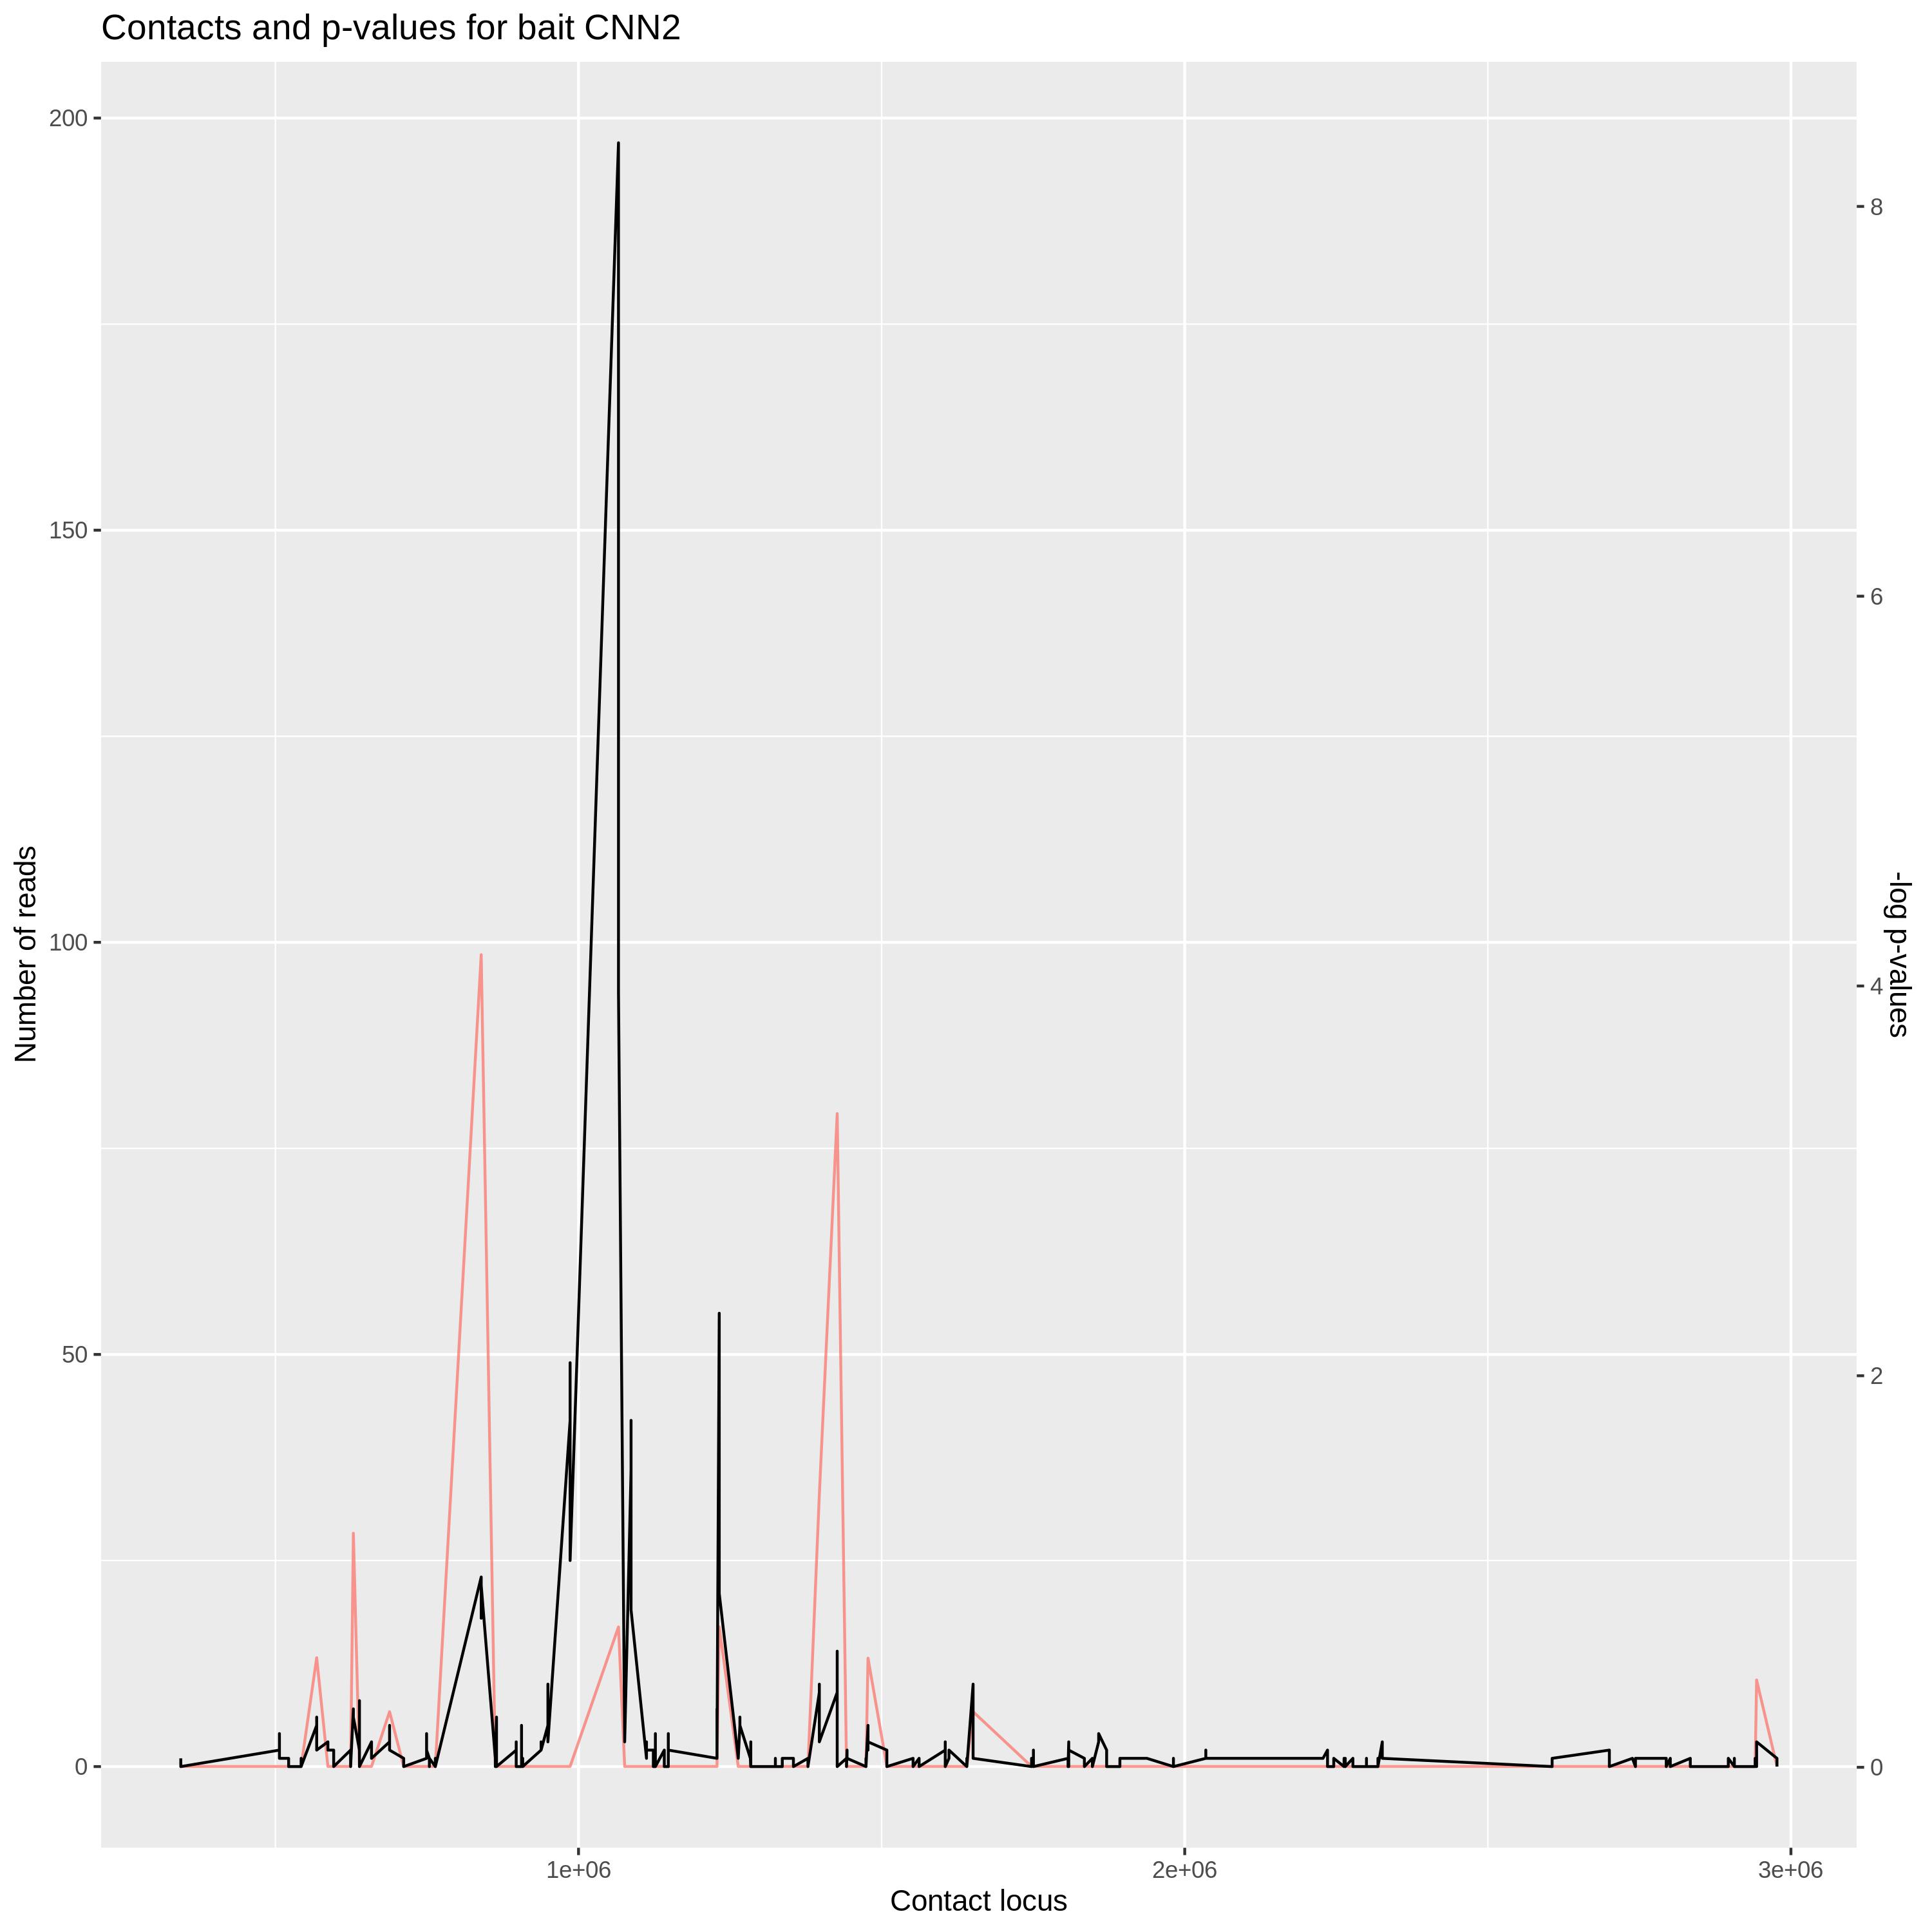 Contacts and p-values for bait CNN2
200
150
100
50
0
Number of reads
8
6
4
2
0
-log p-values
1e+06
2e+06
3e+06
Contact locus